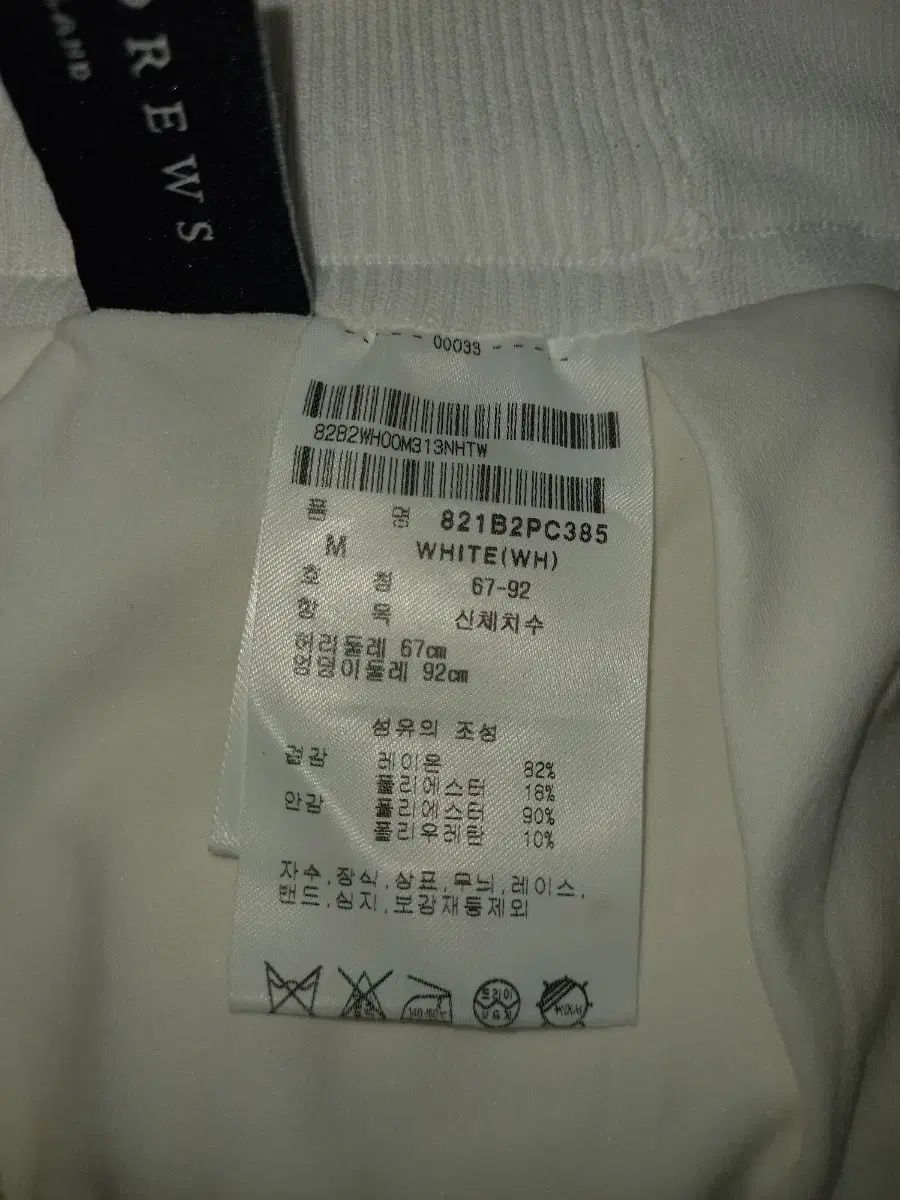 REWS
LAND
00033
82B2WH00M313NHTW
품 명 821B2PC385
M WHITE(WH)
호 칭 67-92
항 목 신체치수
허리둘레 67cm
엉덩이둘레 92cm
섬유의 조성
겉감 레이온 82%
폴리에스터 18%
안감 폴리에스터 90%
폴리우레탄 10%
자수,장식,상표,무늬,레이스,
밴드,심지,보강재등제외
드라이